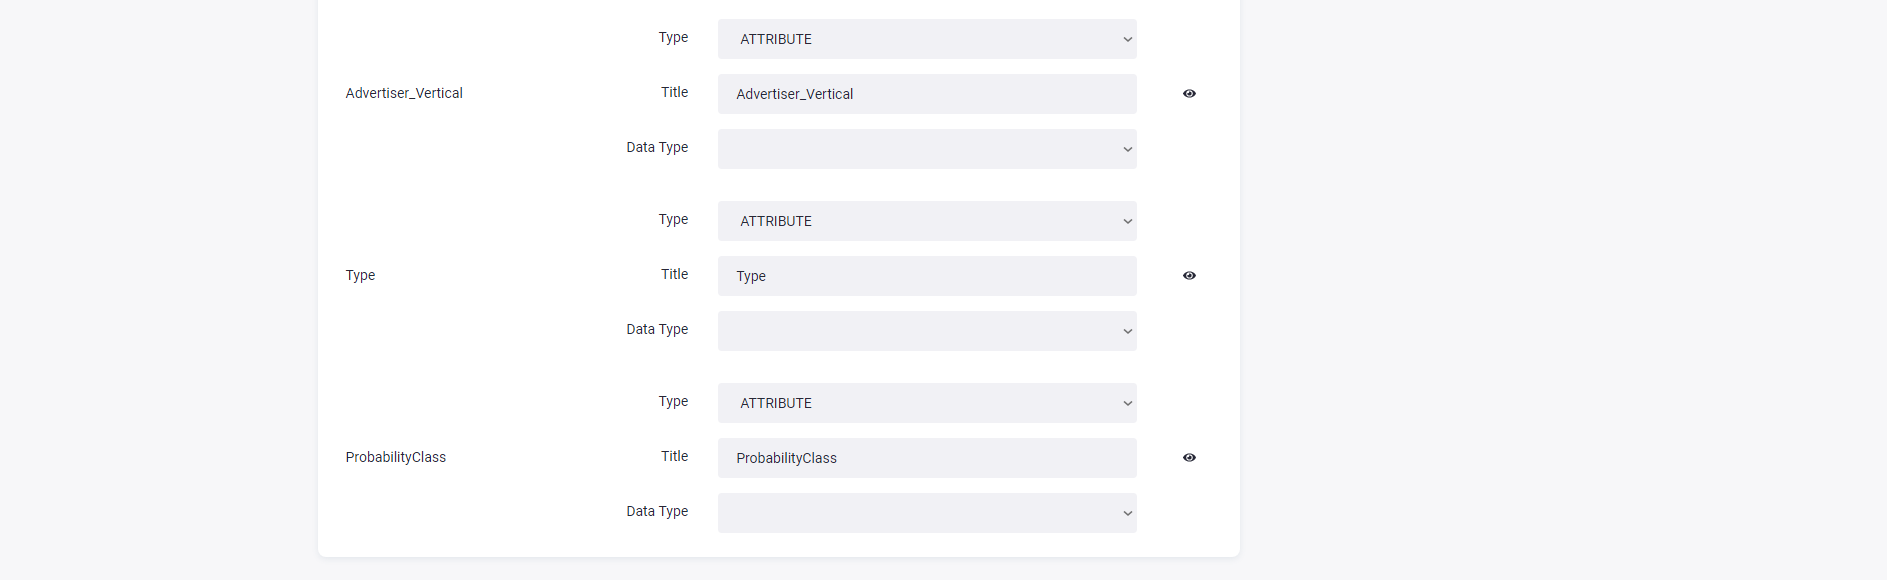 Type ATTRIBUTE
Advertiser_Vertical Title Advertiser_Vertical
Data Type
Type ATTRIBUTE
Type Title Type
Data Type
Type ATTRIBUTE
ProbabilityClass Title ProbabilityClass
Data Type